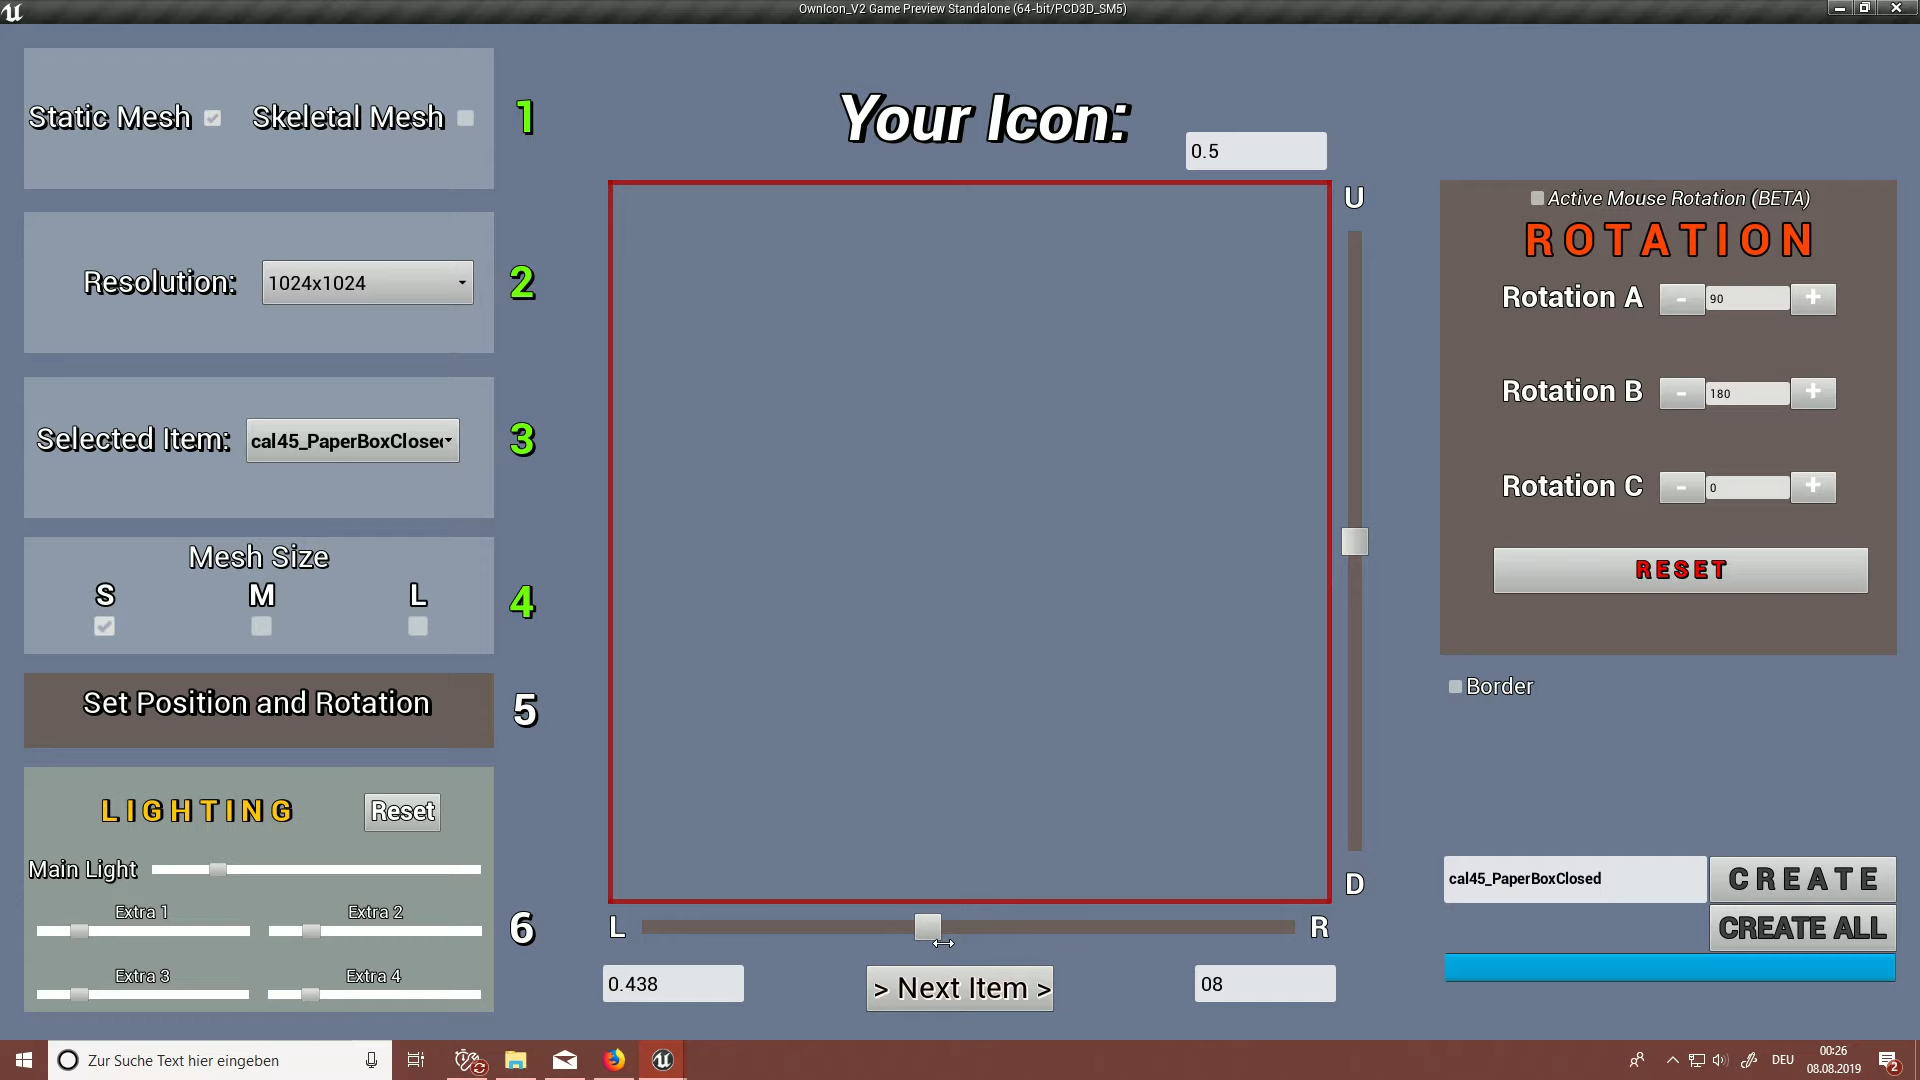 OwnIcon_V2 Game Preview Standalone (64-bit/PCD3D_SM5)
Static Mesh
Skeletal Mesh
1
Your Icon:
0.5
Resolution:
1024x1024
2
Selected Item:
cal45_PaperBoxClosed
3
Mesh Size
S
M
L
4
Set Position and Rotation
5
LIGHTING
Reset
Main Light
Extra 1
Extra 2
Extra 3
Extra 4
6
U
D
L
R
0.438
> Next Item >
08
Active Mouse Rotation (BETA)
ROTATION
Rotation A
-
90
+
Rotation B
-
180
+
Rotation C
-
0
+
RESET
Border
cal45_PaperBoxClosed
CREATE
CREATE ALL
Zur Suche Text hier eingeben
DEU
00:26
08.08.2019
2